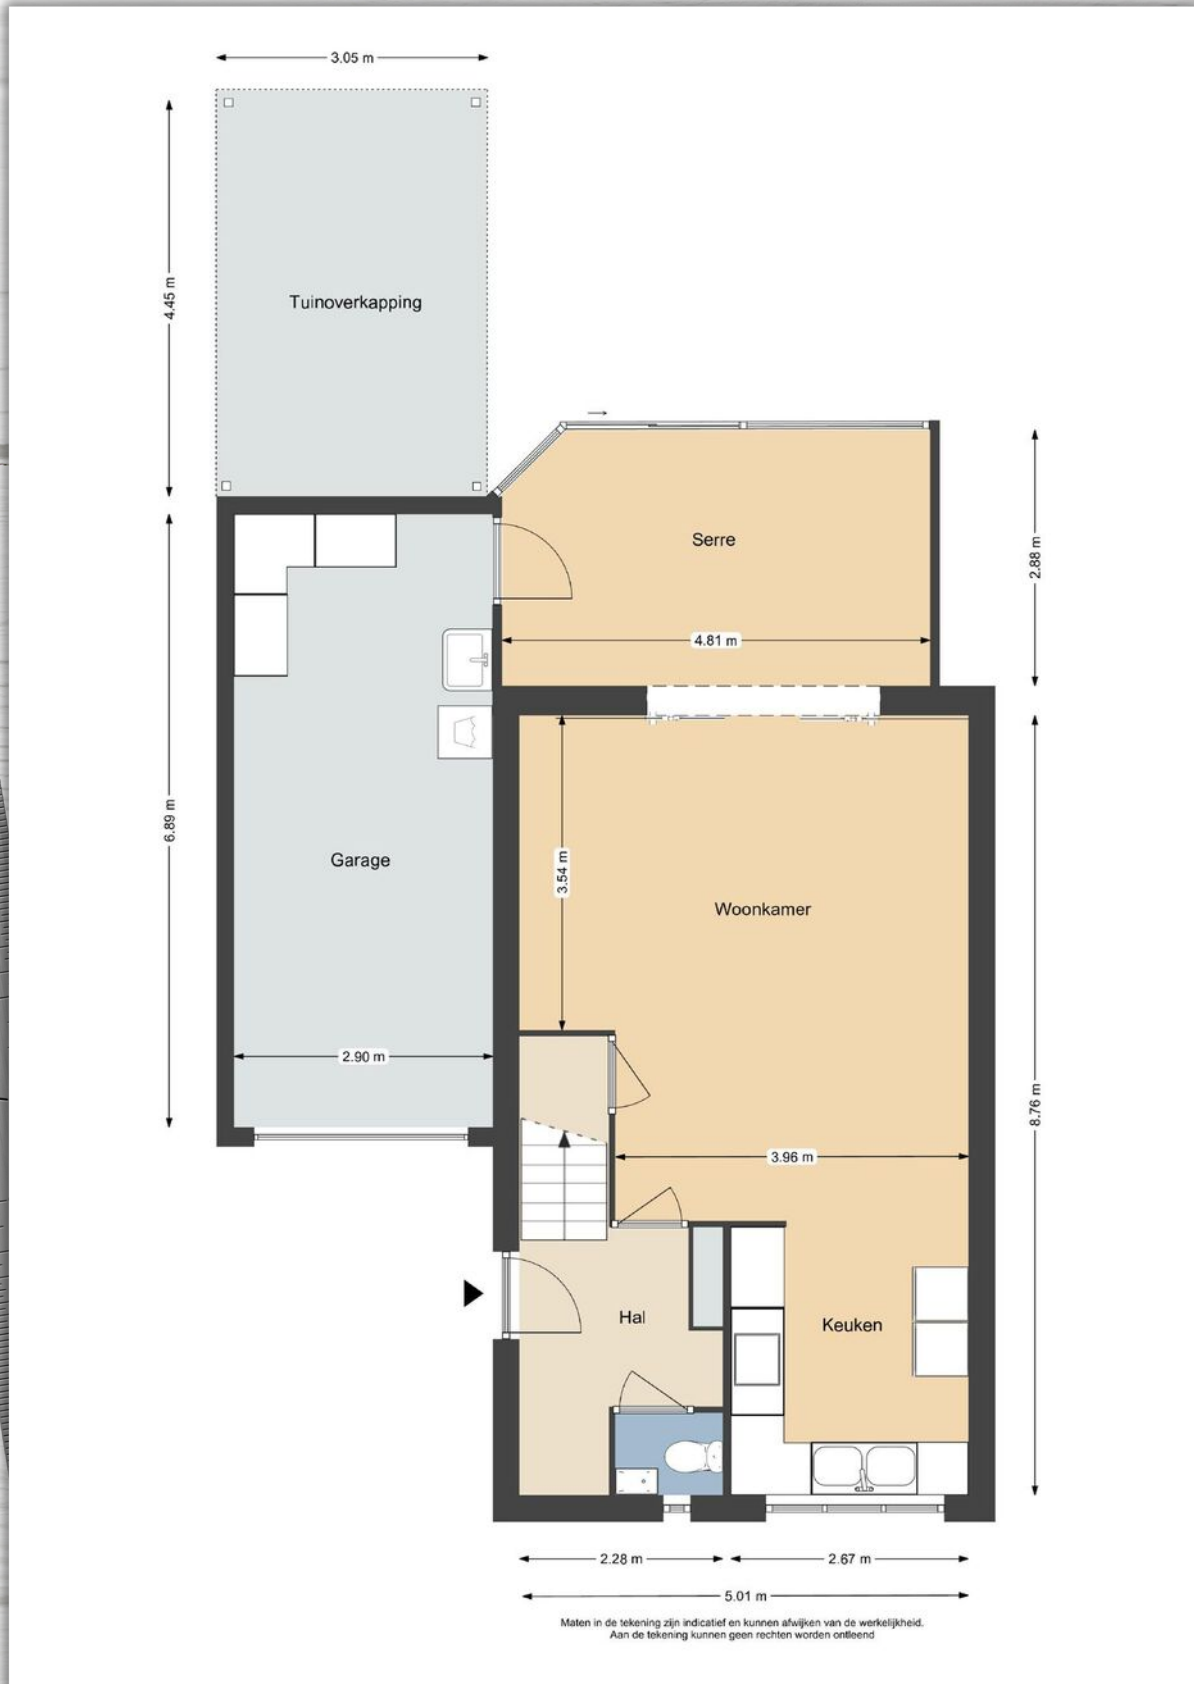 3.05 m
4.45 m
Tuinoverkapping
Serre
2.88 m
4.81 m
6.89 m
Garage
3.54 m
Woonkamer
2.90 m
8.76 m
3.96 m
Hal
Keuken
2.28 m
2.67 m
5.01 m
Maten in de tekening zijn indicatief en kunnen afwijken van de werkelijkheid.
Aan de tekening kunnen geen rechten worden ontleend